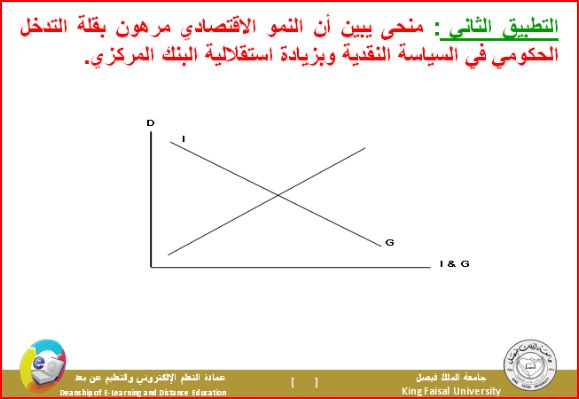 التطبيق الثاني : منحى يبين أن النمو الاقتصادي مرهون بقلة التدخل
الحكومي في السياسة النقدية وبزيادة استقلالية البنك المركزي.
D
I
G
I & G
عمادة التعلم الإلكتروني والتعليم عن بعد
Deanship of E-Learning and Distance Education
[ ]
جامعة الملك فيصل
King Faisal University